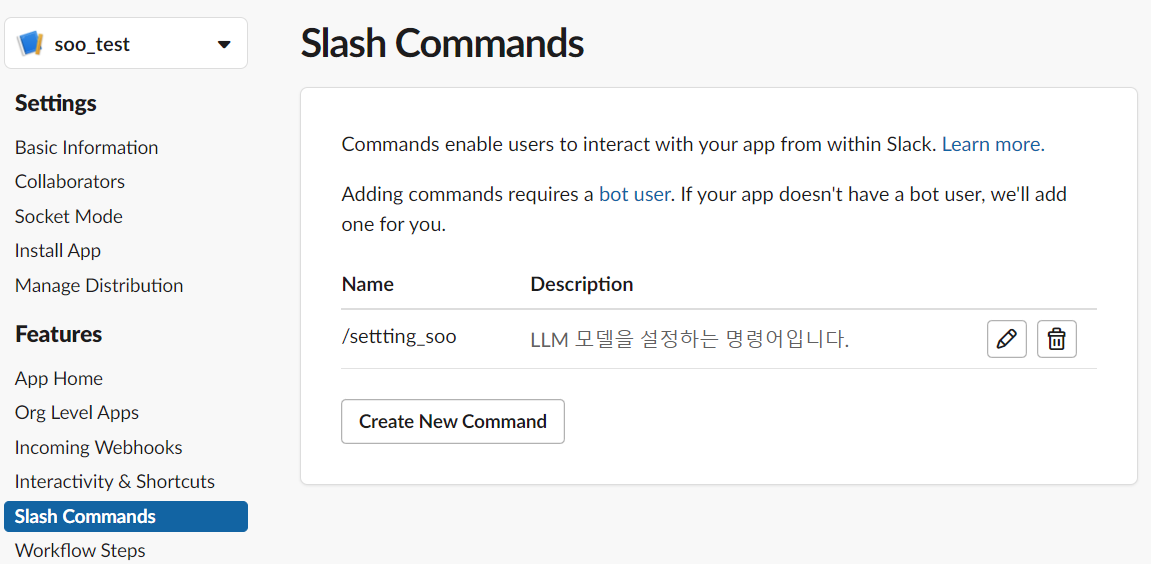 soo_test
Settings
Basic Information
Collaborators
Socket Mode
Install App
Manage Distribution
Features
App Home
Org Level Apps
Incoming Webhooks
Interactivity & Shortcuts
Slash Commands
Workflow Steps
Slash Commands
Commands enable users to interact with your app from within Slack. Learn more.
Adding commands requires a bot user. If your app doesn't have a bot user, we'll add
one for you.
Name Description
/settting_soo LLM 모델을 설정하는 명령어입니다.
Create New Command